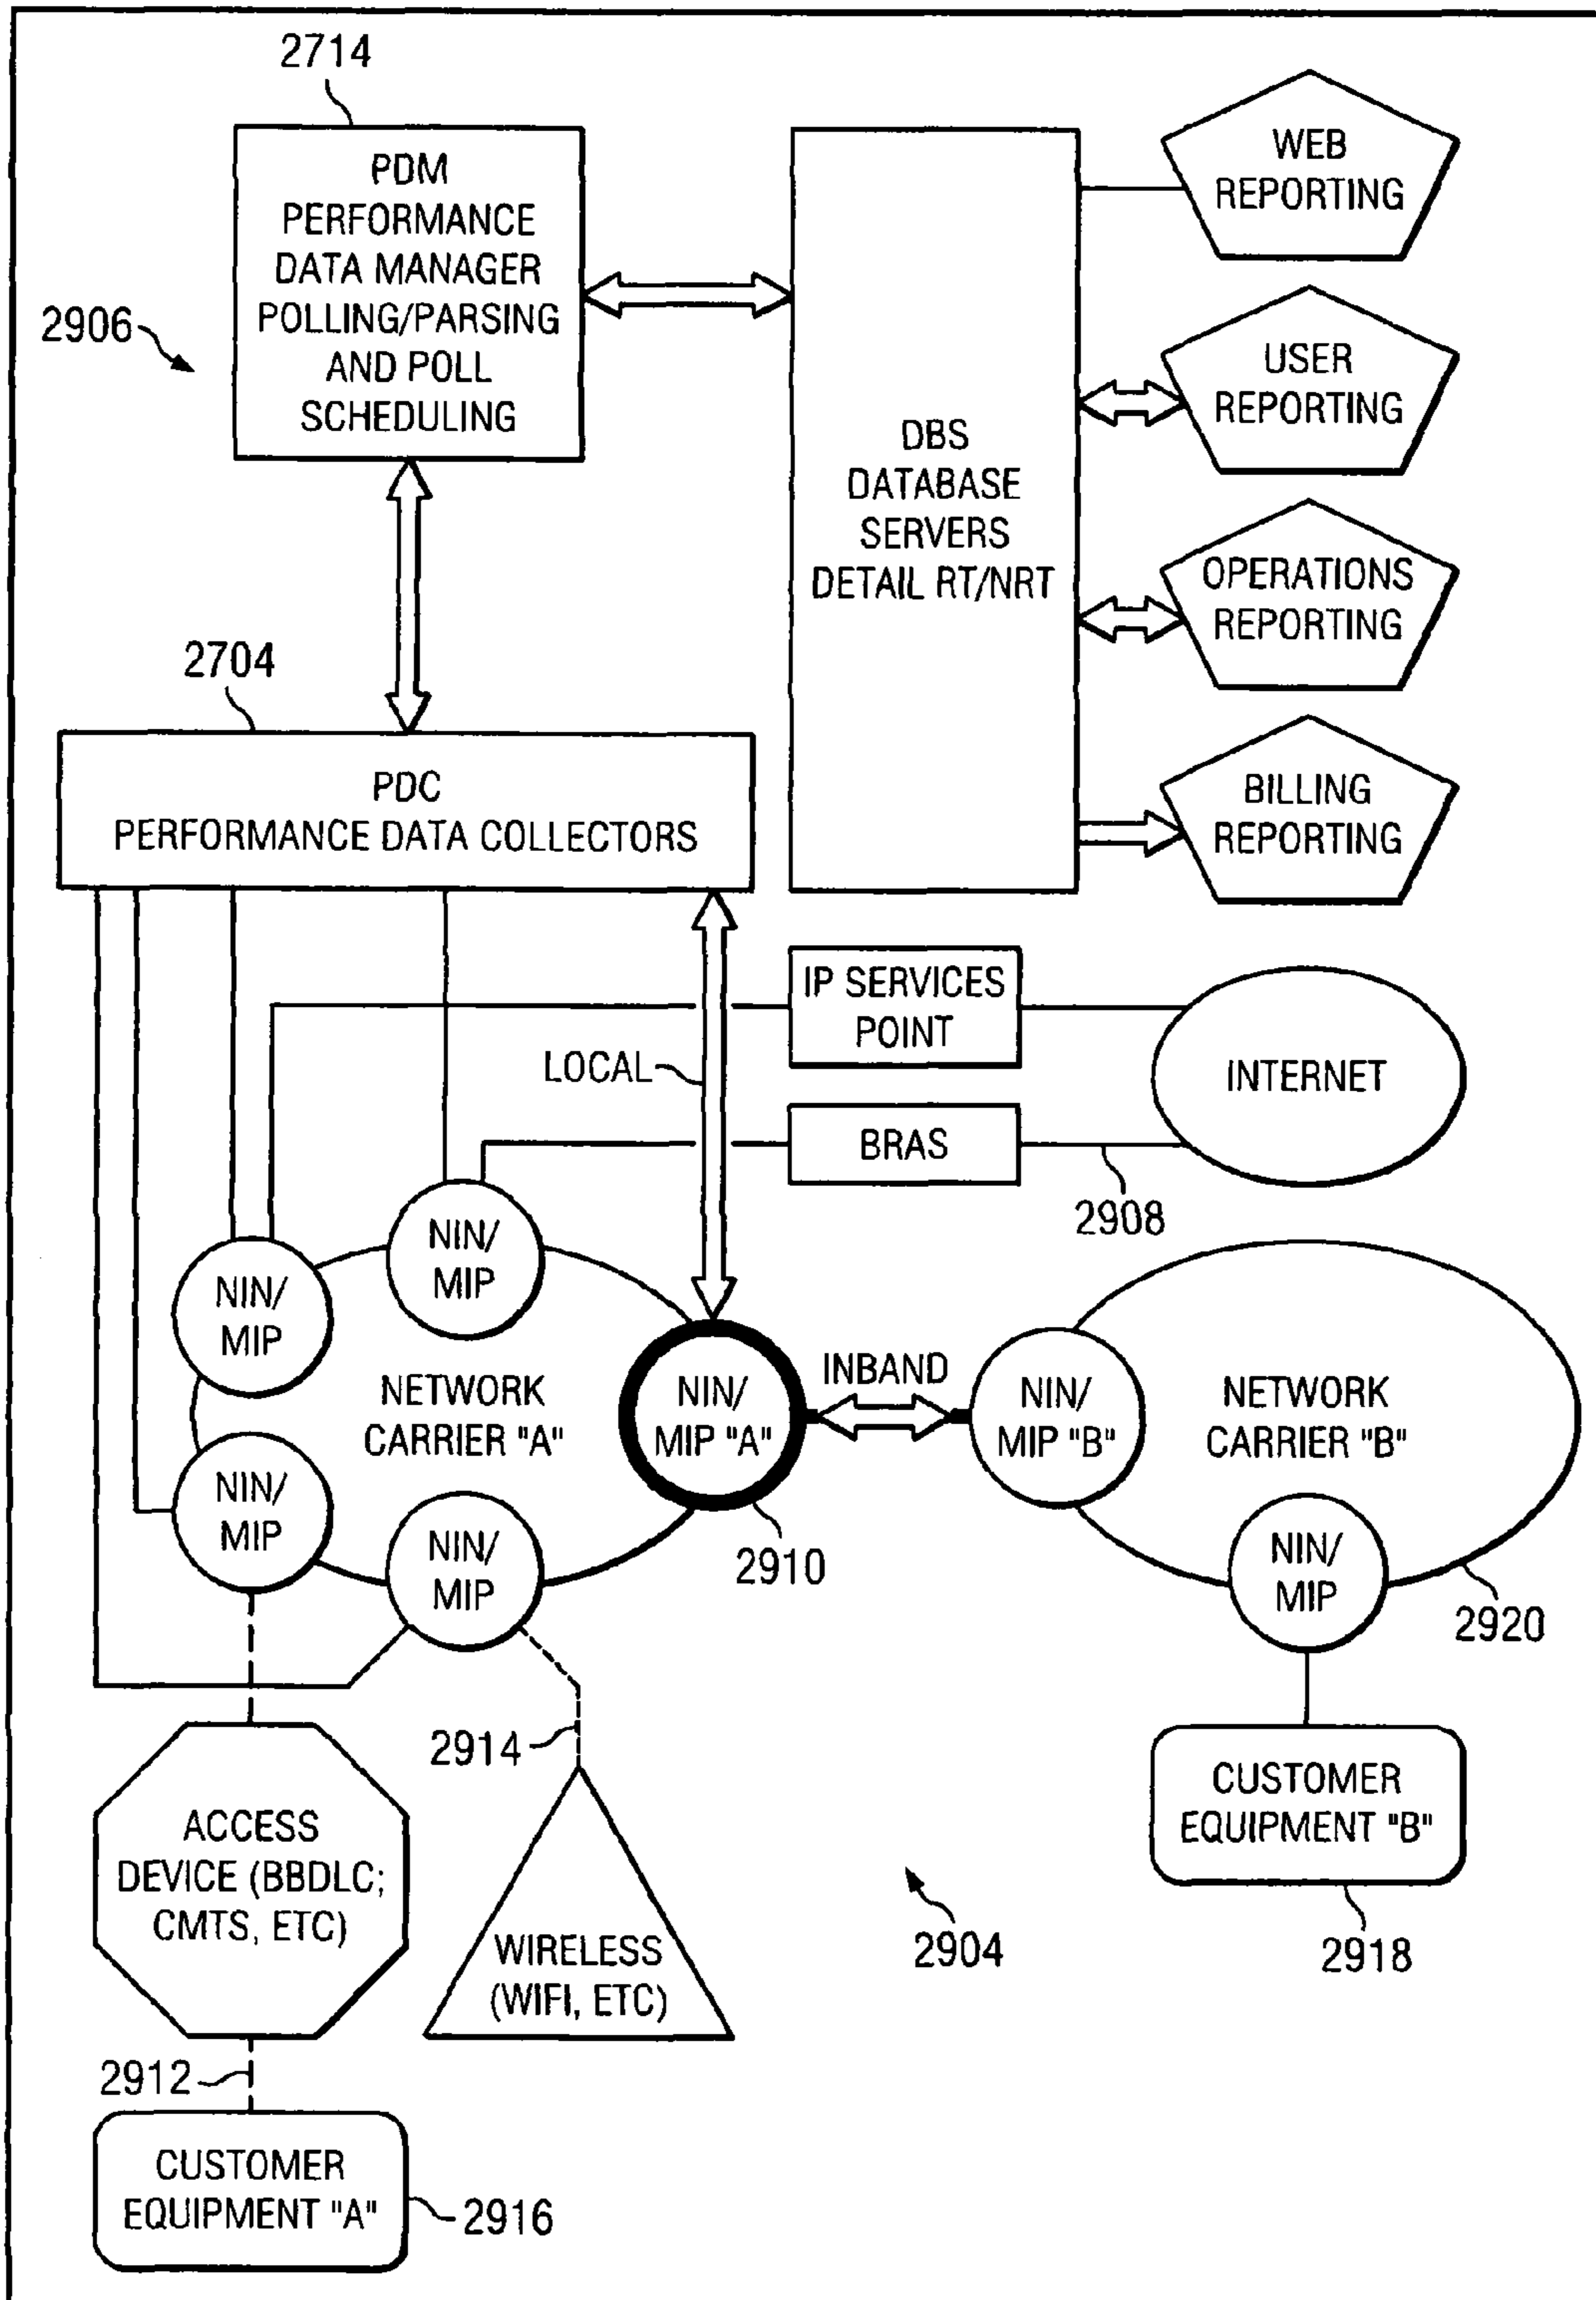 2714
PDM
PERFORMANCE
DATA MANAGER
POLLING/PARSING
AND POLL
SCHEDULING
2906
DBS
DATABASE
SERVERS
DETAIL RT/NRT
WEB
REPORTING
USER
REPORTING
OPERATIONS
REPORTING
BILLING
REPORTING
2704
PDC
PERFORMANCE DATA COLLECTORS
IP SERVICES
POINT
LOCAL
INTERNET
BRAS
2908
NIN/
MIP
NIN/
MIP
NETWORK
CARRIER "A"
NIN/
MIP "A"
INBAND
NIN/
MIP "B"
NETWORK
CARRIER "B"
NIN/
MIP
NIN/
MIP
2910
NIN/
MIP
2920
2914
ACCESS
DEVICE (BBDLC;
CMTS, ETC)
WIRELESS
(WIFI, ETC)
2904
CUSTOMER
EQUIPMENT "B"
2918
2912
CUSTOMER
EQUIPMENT "A"
2916